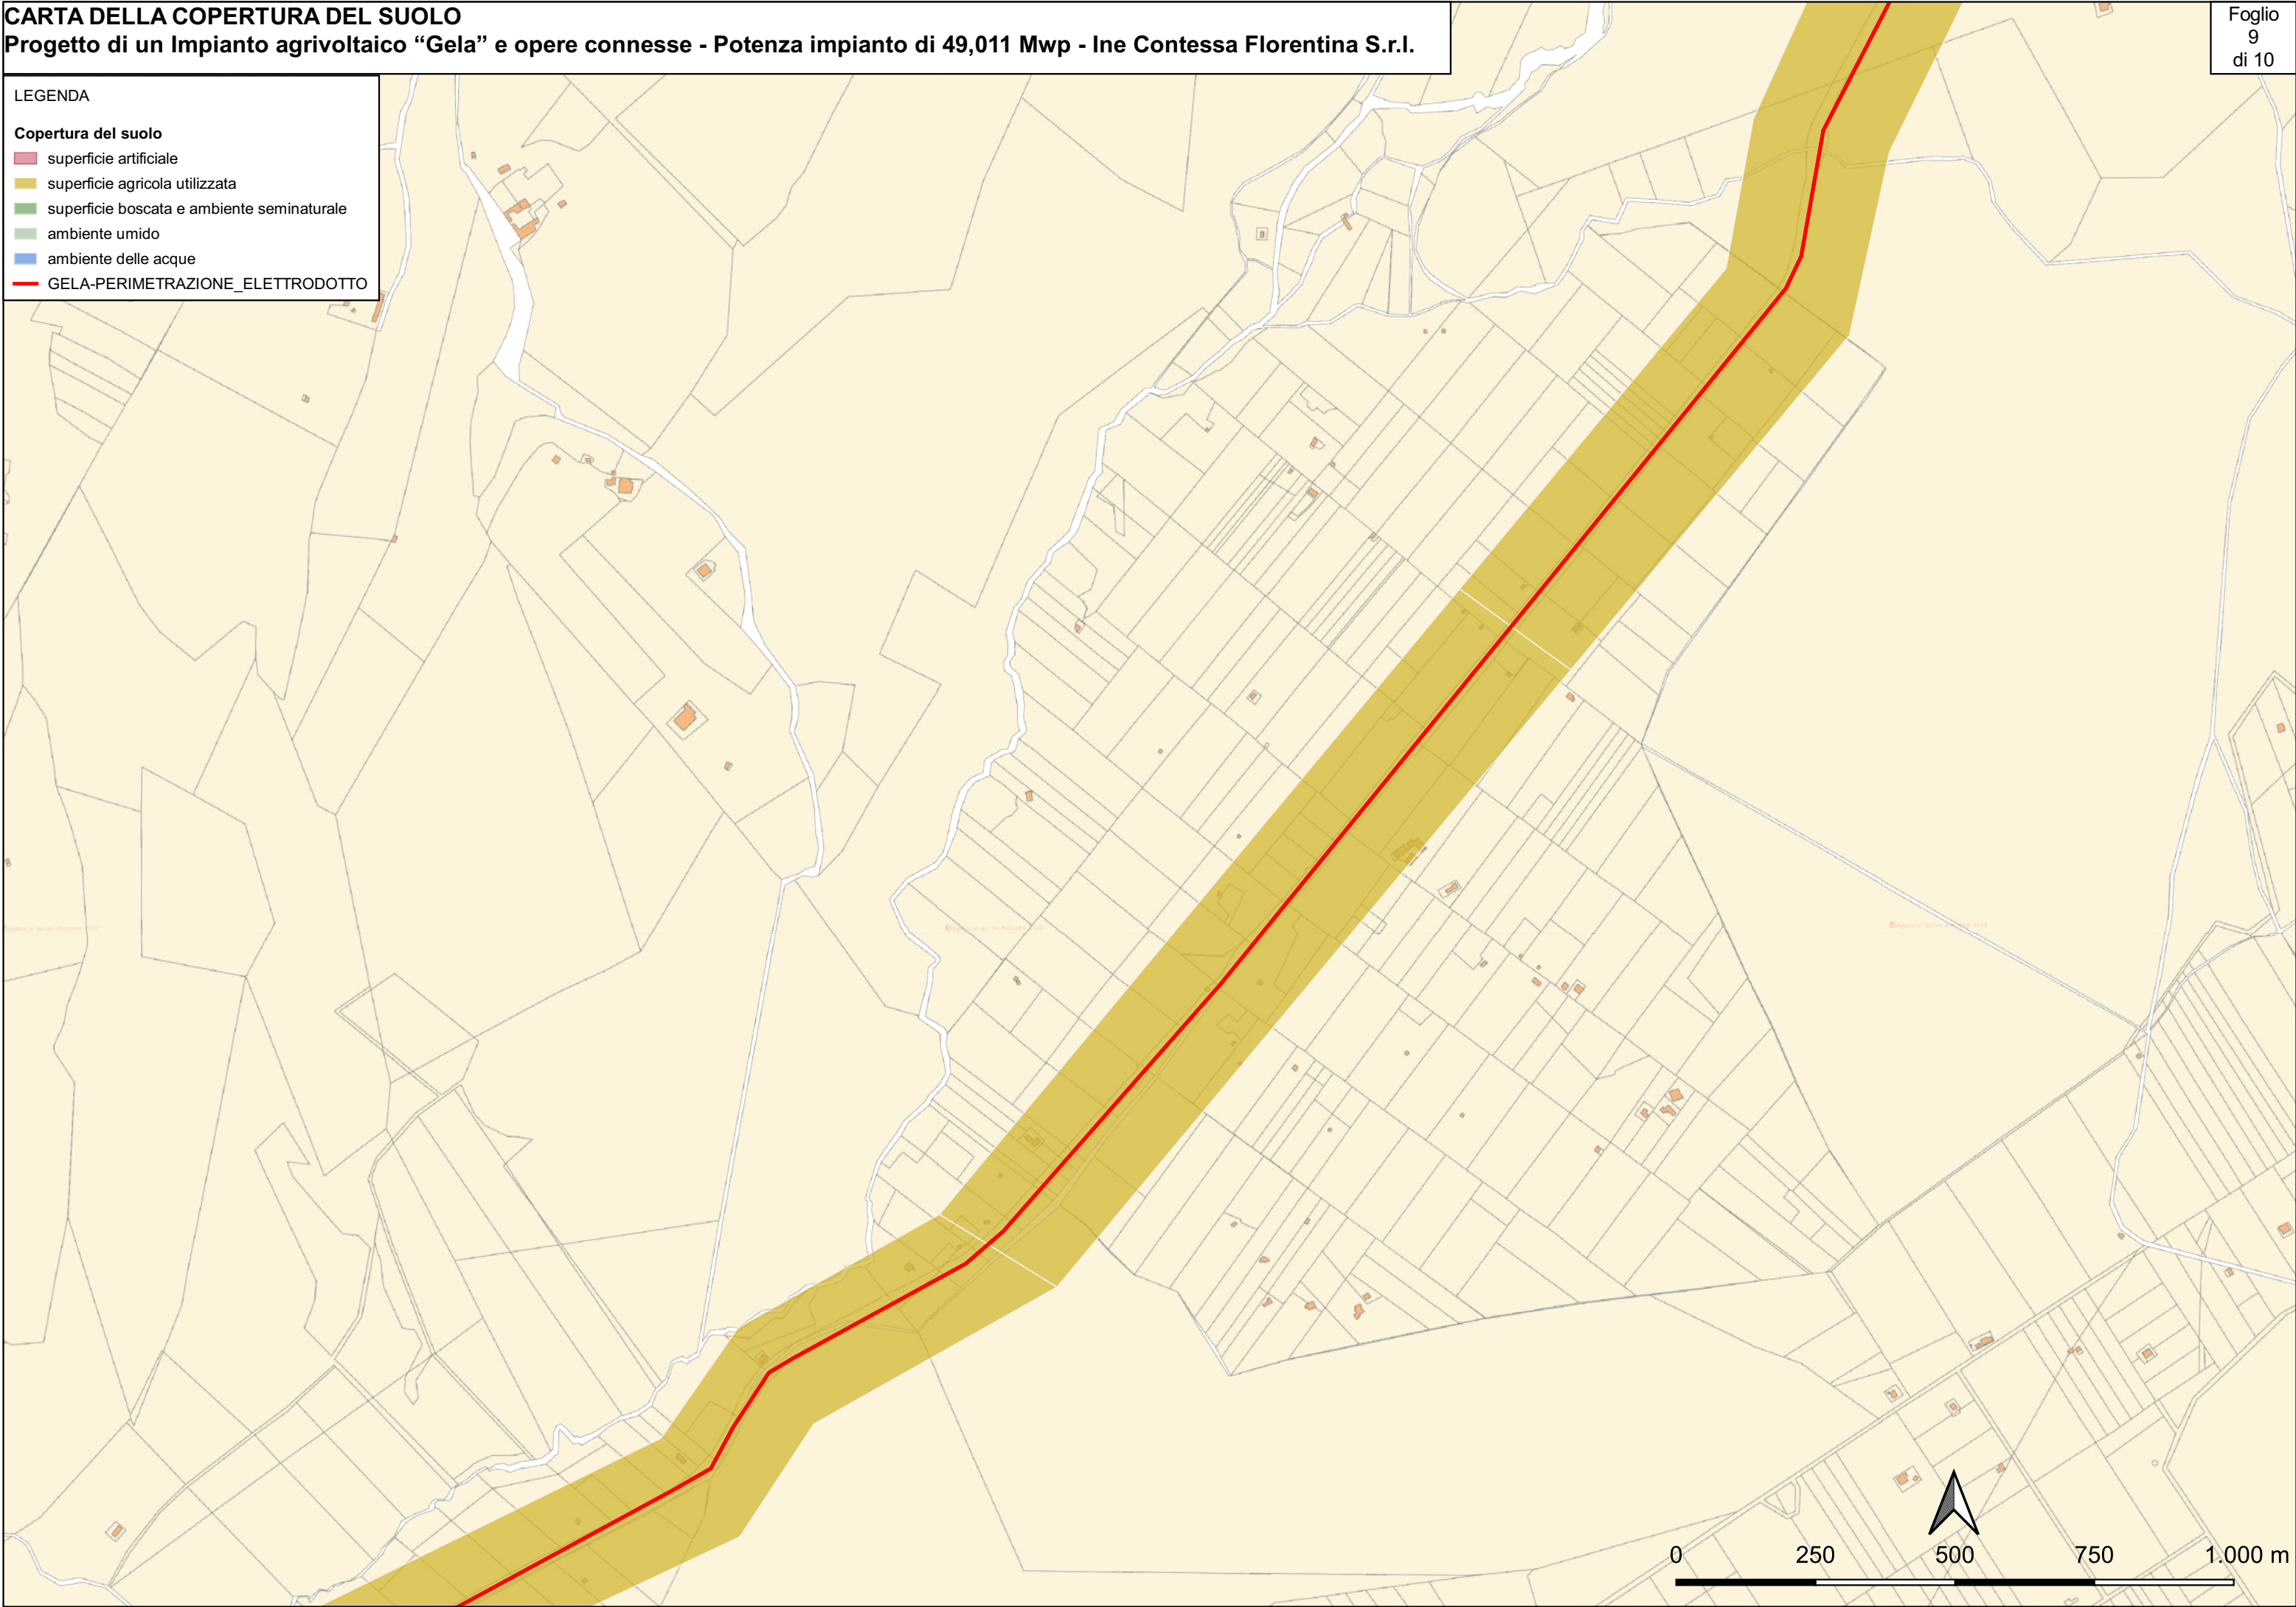 CARTA DELLA COPERTURA DEL SUOLO
Progetto di un Impianto agrivoltaico “Gela” e opere connesse - Potenza impianto di 49,011 Mwp - Ine Contessa Florentina S.r.l.
Foglio
9
di 10
LEGENDA
Copertura del suolo
superficie artificiale
superficie agricola utilizzata
superficie boscata e ambiente seminaturale
ambiente umido
ambiente delle acque
GELA-PERIMETRAZIONE_ELETTRODOTTO
0 250 500 750 1.000 m